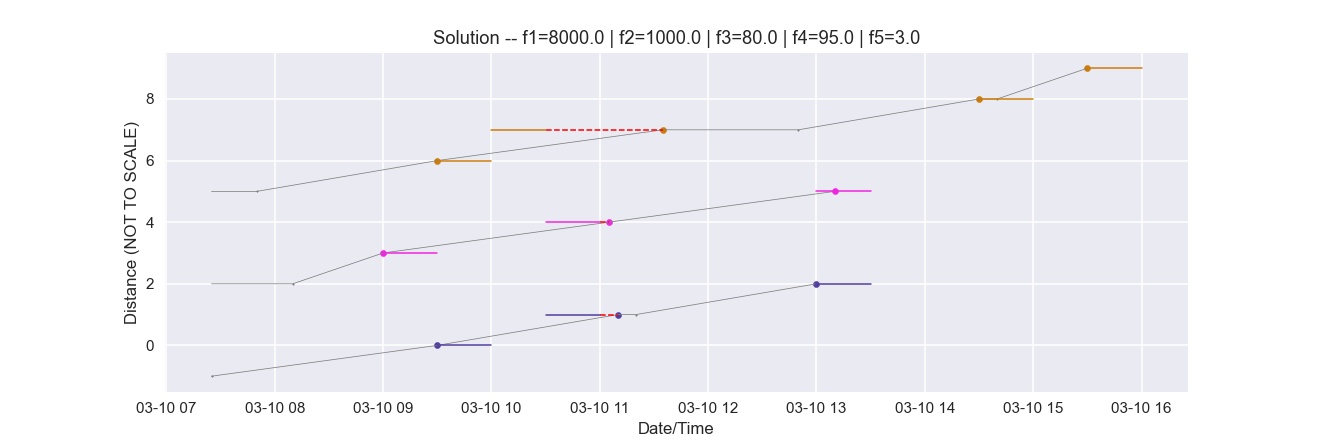 Solution -- f1=8000.0 | f2=1000.0 | f3=80.0 | f4=95.0 | f5=3.0
Distance (NOT TO SCALE)
8
6
4
2
0
03-10 07 03-10 08 03-10 09 03-10 10 03-10 11 03-10 12 03-10 13 03-10 14 03-10 15 03-10 16
Date/Time